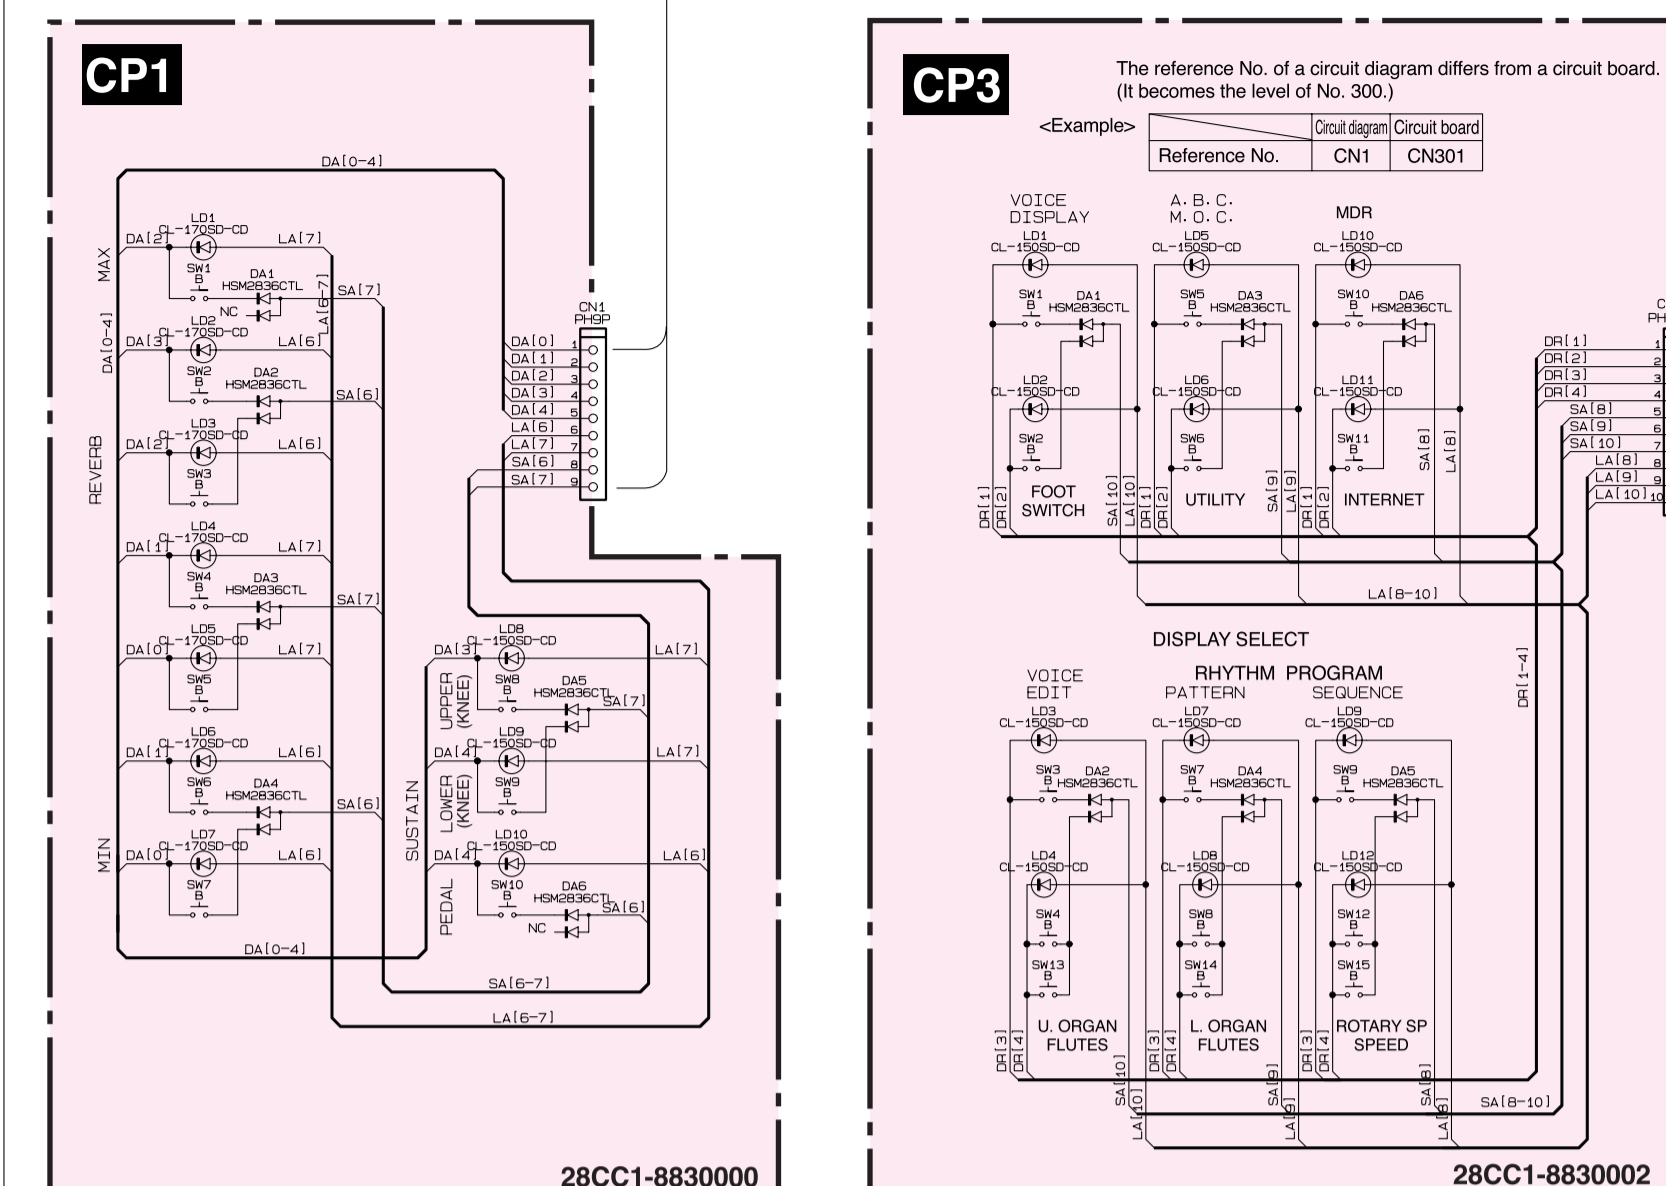 CP1
DA[0-4]
LD1
CL-170SD-CD
DA[2]
LA[7]
MAX
SW1
B
DA1
HSM2836CTL
NC
SA[7]
LA[6-7]
DA[0-4]
LD2
CL-170SD-CD
DA[3]
LA[6]
SW2
B
DA2
HSM2836CTL
SA[6]
REVERB
LD3
CL-170SD-CD
DA[2]
LA[6]
SW3
B
LD4
CL-170SD-CD
DA[1]
LA[7]
SW4
B
DA3
HSM2836CTL
SA[7]
LD5
CL-170SD-CD
DA[0]
LA[7]
SW5
B
LD6
CL-170SD-CD
DA[1]
LA[6]
SW6
B
DA4
HSM2836CTL
SA[6]
MIN
LD7
CL-170SD-CD
DA[0]
LA[6]
SW7
B
DA[0-4]
CN1
PH9P
DA[0] 1
DA[1] 2
DA[2] 3
DA[3] 4
DA[4] 5
LA[6] 6
LA[7] 7
SA[6] 8
SA[7] 9
SUSTAIN
UPPER
(KNEE)
LD8
CL-150SD-CD
DA[3]
LA[7]
SW8
B
DA5
HSM2836CTL
SA[7]
LOWER
(KNEE)
LD9
CL-150SD-CD
DA[4]
LA[7]
SW9
B
PEDAL
LD10
CL-150SD-CD
DA[4]
LA[6]
SW10
B
DA6
HSM2836CTL
NC
SA[6]
SA[6-7]
LA[6-7]
28CC1-8830000
CP3
The reference No. of a circuit diagram differs from a circuit board.
(It becomes the level of No. 300.)
<Example>
Circuit diagram Circuit board
Reference No. CN1 CN301
VOICE
DISPLAY
LD1
CL-150SD-CD
SW1
B
DA1
HSM2836CTL
LD2
CL-150SD-CD
SW2
B
FOOT
SWITCH
DR[1]
DR[2]
SA[10]
LA[10]
A.B.C.
M.O.C.
LD5
CL-150SD-CD
SW5
B
DA3
HSM2836CTL
LD6
CL-150SD-CD
SW6
B
UTILITY
DR[1]
DR[2]
SA[9]
LA[9]
MDR
LD10
CL-150SD-CD
SW10
B
DA6
HSM2836CTL
LD11
CL-150SD-CD
SW11
B
INTERNET
DR[1]
DR[2]
SA[8]
LA[8]
DR[1] 1
DR[2] 2
DR[3] 3
DR[4] 4
SA[8] 5
SA[9] 6
SA[10] 7
LA[8] 8
LA[9] 9
LA[10] 10
LA[8-10]
DR[1-4]
DISPLAY SELECT
VOICE
EDIT
LD3
CL-150SD-CD
SW3
B
DA2
HSM2836CTL
LD4
CL-150SD-CD
SW4
B
SW13
B
U. ORGAN
FLUTES
DR[3]
DR[4]
SA[10]
LA[10]
RHYTHM PROGRAM
PATTERN
LD7
CL-150SD-CD
SW7
B
DA4
HSM2836CTL
LD8
CL-150SD-CD
SW8
B
SW14
B
L. ORGAN
FLUTES
DR[3]
DR[4]
SA[9]
LA[9]
SEQUENCE
LD9
CL-150SD-CD
SW9
B
DA5
HSM2836CTL
LD12
CL-150SD-CD
SW12
B
SW15
B
ROTARY SP
SPEED
DR[3]
DR[4]
SA[8]
LA[8]
SA[8-10]
28CC1-8830002